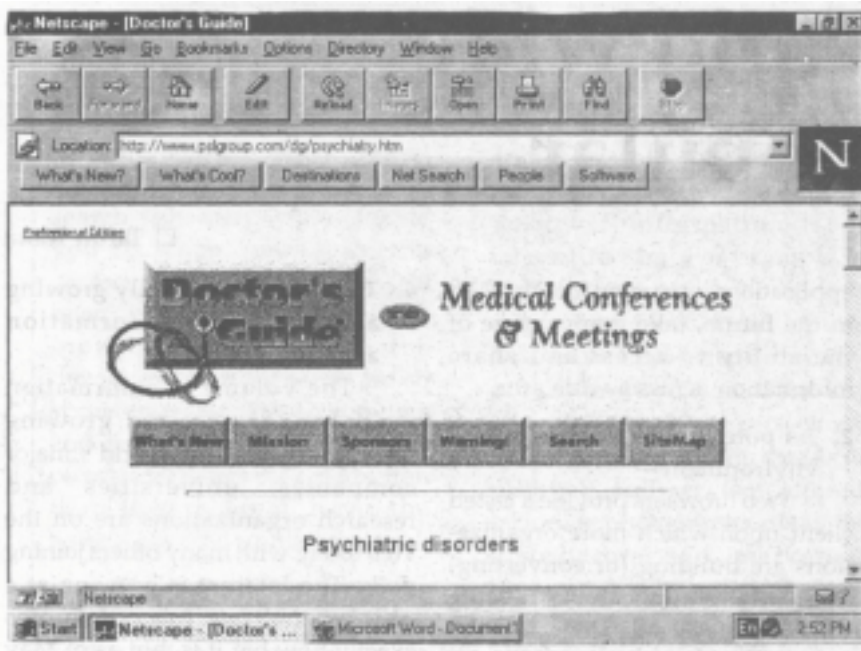 Netscape - [Doctor's Guide]
File Edit View Go Bookmarks Options Directory Window Help
Back Forward Home Edit Reload Images Open Print Find Stop
Location: http://www.pslgroup.com/dg/psychiatry.htm
What's New? What's Cool? Destinations Net Search People Software
N
Professional Edition
Doctor's
Guide
Medical Conferences
& Meetings
What's New Mission Sponsors Warning! Search SiteMap
Psychiatric disorders
Netscape
Start Netscape - [Doctor's ... Microsoft Word - Document1 En 2:52 PM